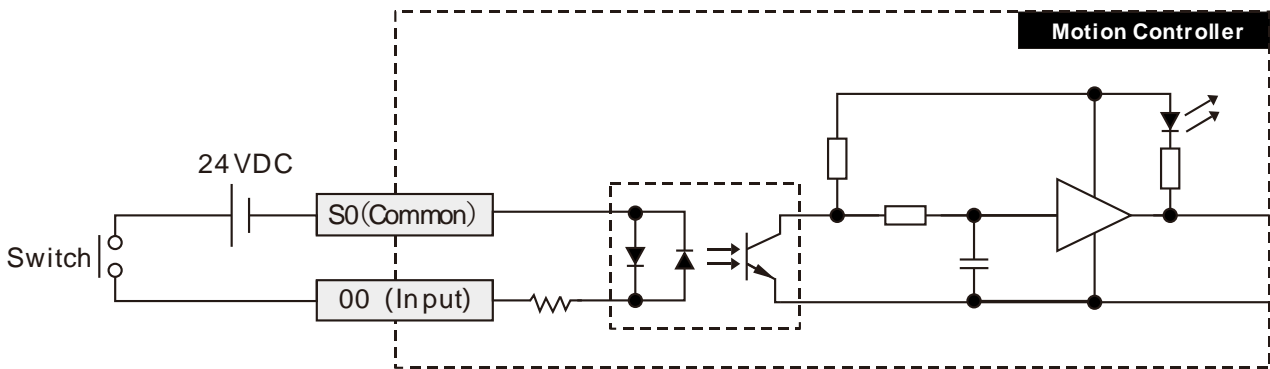 Motion Controller
24VDC
S0(Common)
Switch
00 (Input)